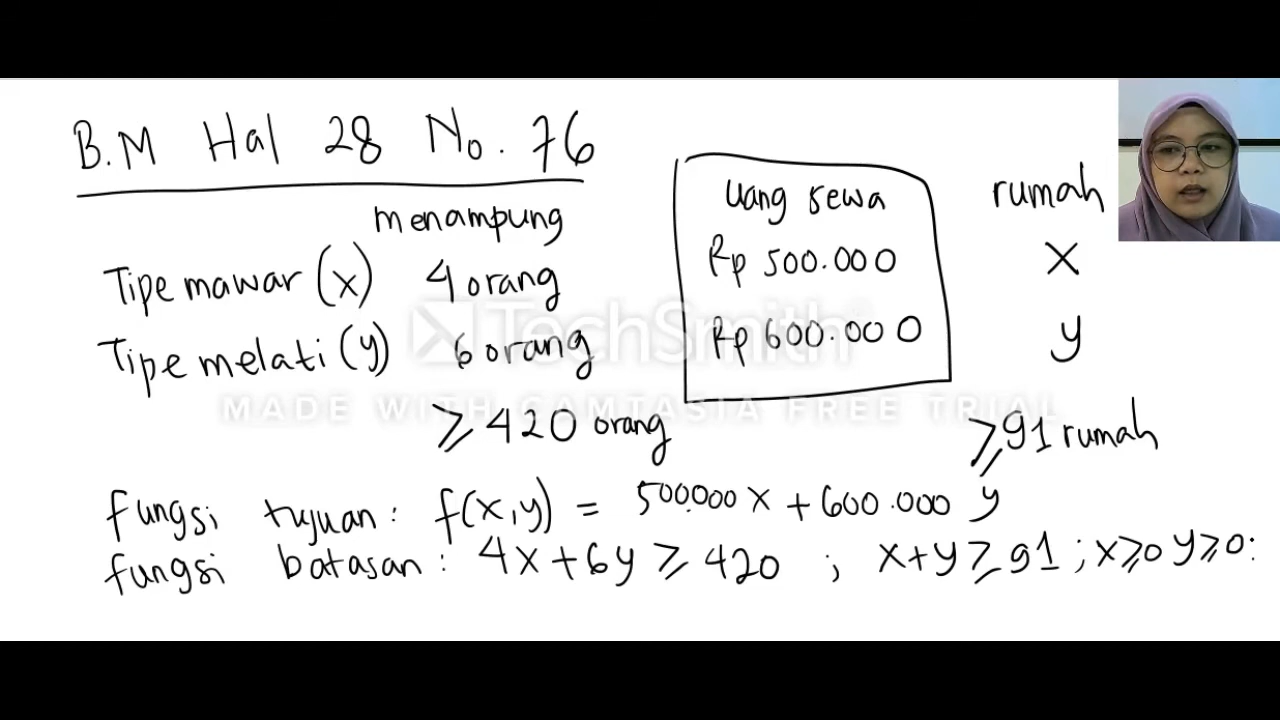 B.M Hal 28 No. 76
menampung uang sewa rumah
Tipe mawar (x) 4 orang Rp 500.000 x
Tipe melati (y) 6 orang Rp 600.000 y
≥ 420 orang ≥ 91 rumah
fungsi tujuan : f(x,y) = 500.000 x + 600.000 y
fungsi batasan : 4x + 6y ≥ 420 ; x + y ≥ 91 ; x ≥ 0 y ≥ 0 :
TechSmith
MADE WITH CAMTASIA FREE TRIAL